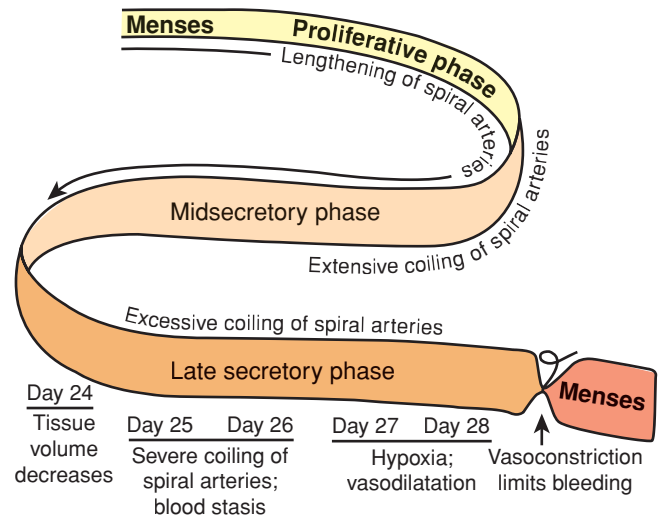 Menses Proliferative phase
Lengthening of spiral arteries
Midsecretory phase
Extensive coiling of spiral arteries
Excessive coiling of spiral arteries
Late secretory phase
Menses
Day 24
Tissue
volume
decreases
Day 25 Day 26
Severe coiling of
spiral arteries;
blood stasis
Day 27 Day 28
Hypoxia;
vasodilatation
Vasoconstriction
limits bleeding